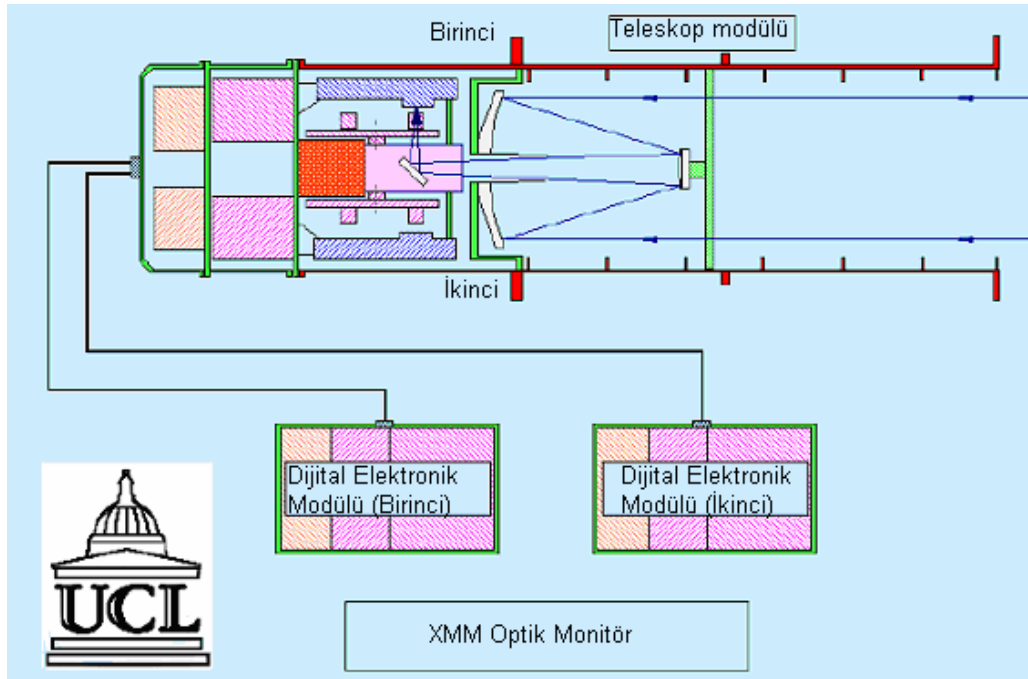 Birinci
Teleskop modülü
İkinci
Dijital Elektronik
Modülü (Birinci)
Dijital Elektronik
Modülü (İkinci)
UCL
XMM Optik Monitör